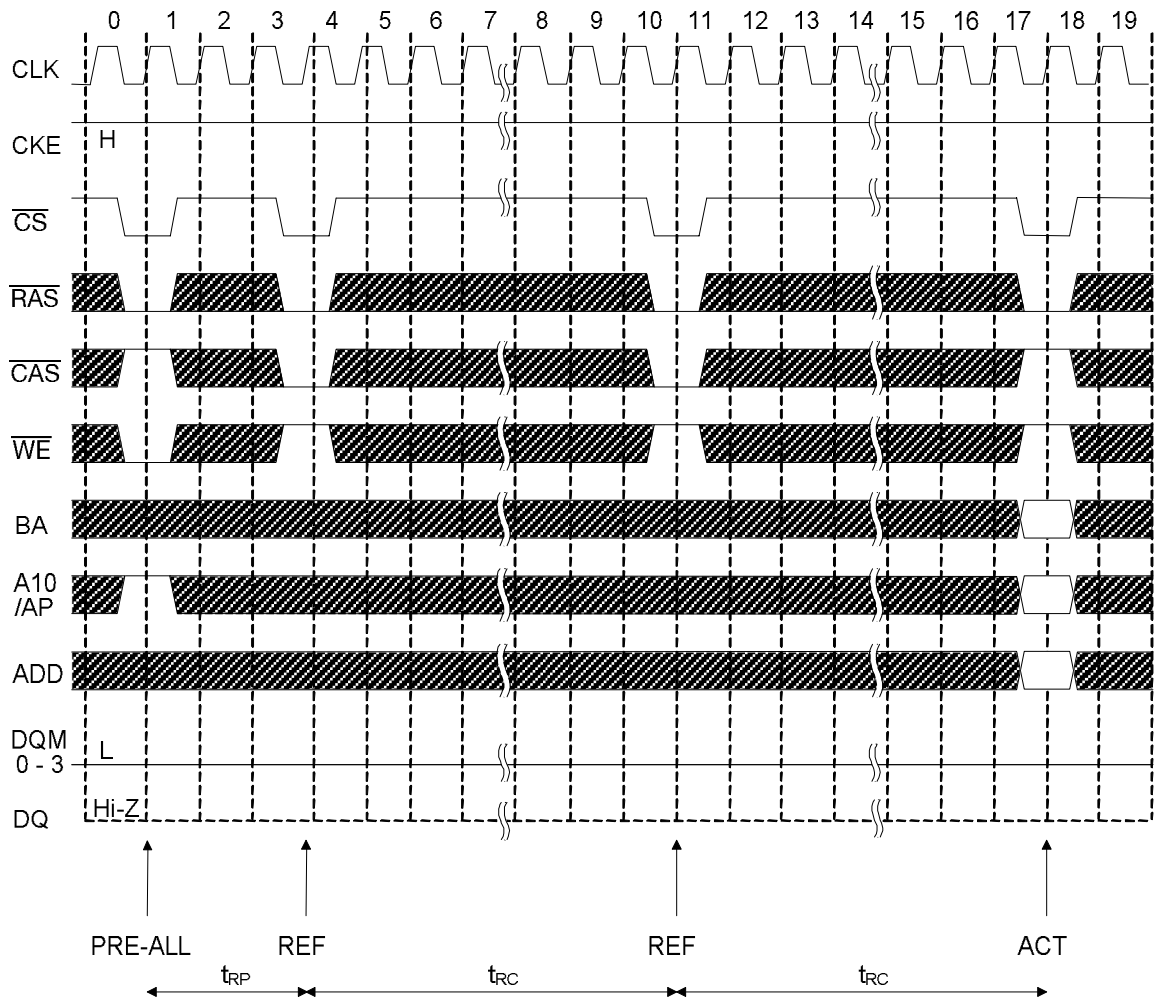 0 1 2 3 4 5 6 7 8 9 10 11 12 13 14 15 16 17 18 19
CLK
CKE H
CS
RAS
CAS
WE
BA
A10
/AP
ADD
DQM
0 - 3 L
DQ Hi-Z
PRE-ALL REF REF ACT
tRP tRC tRC